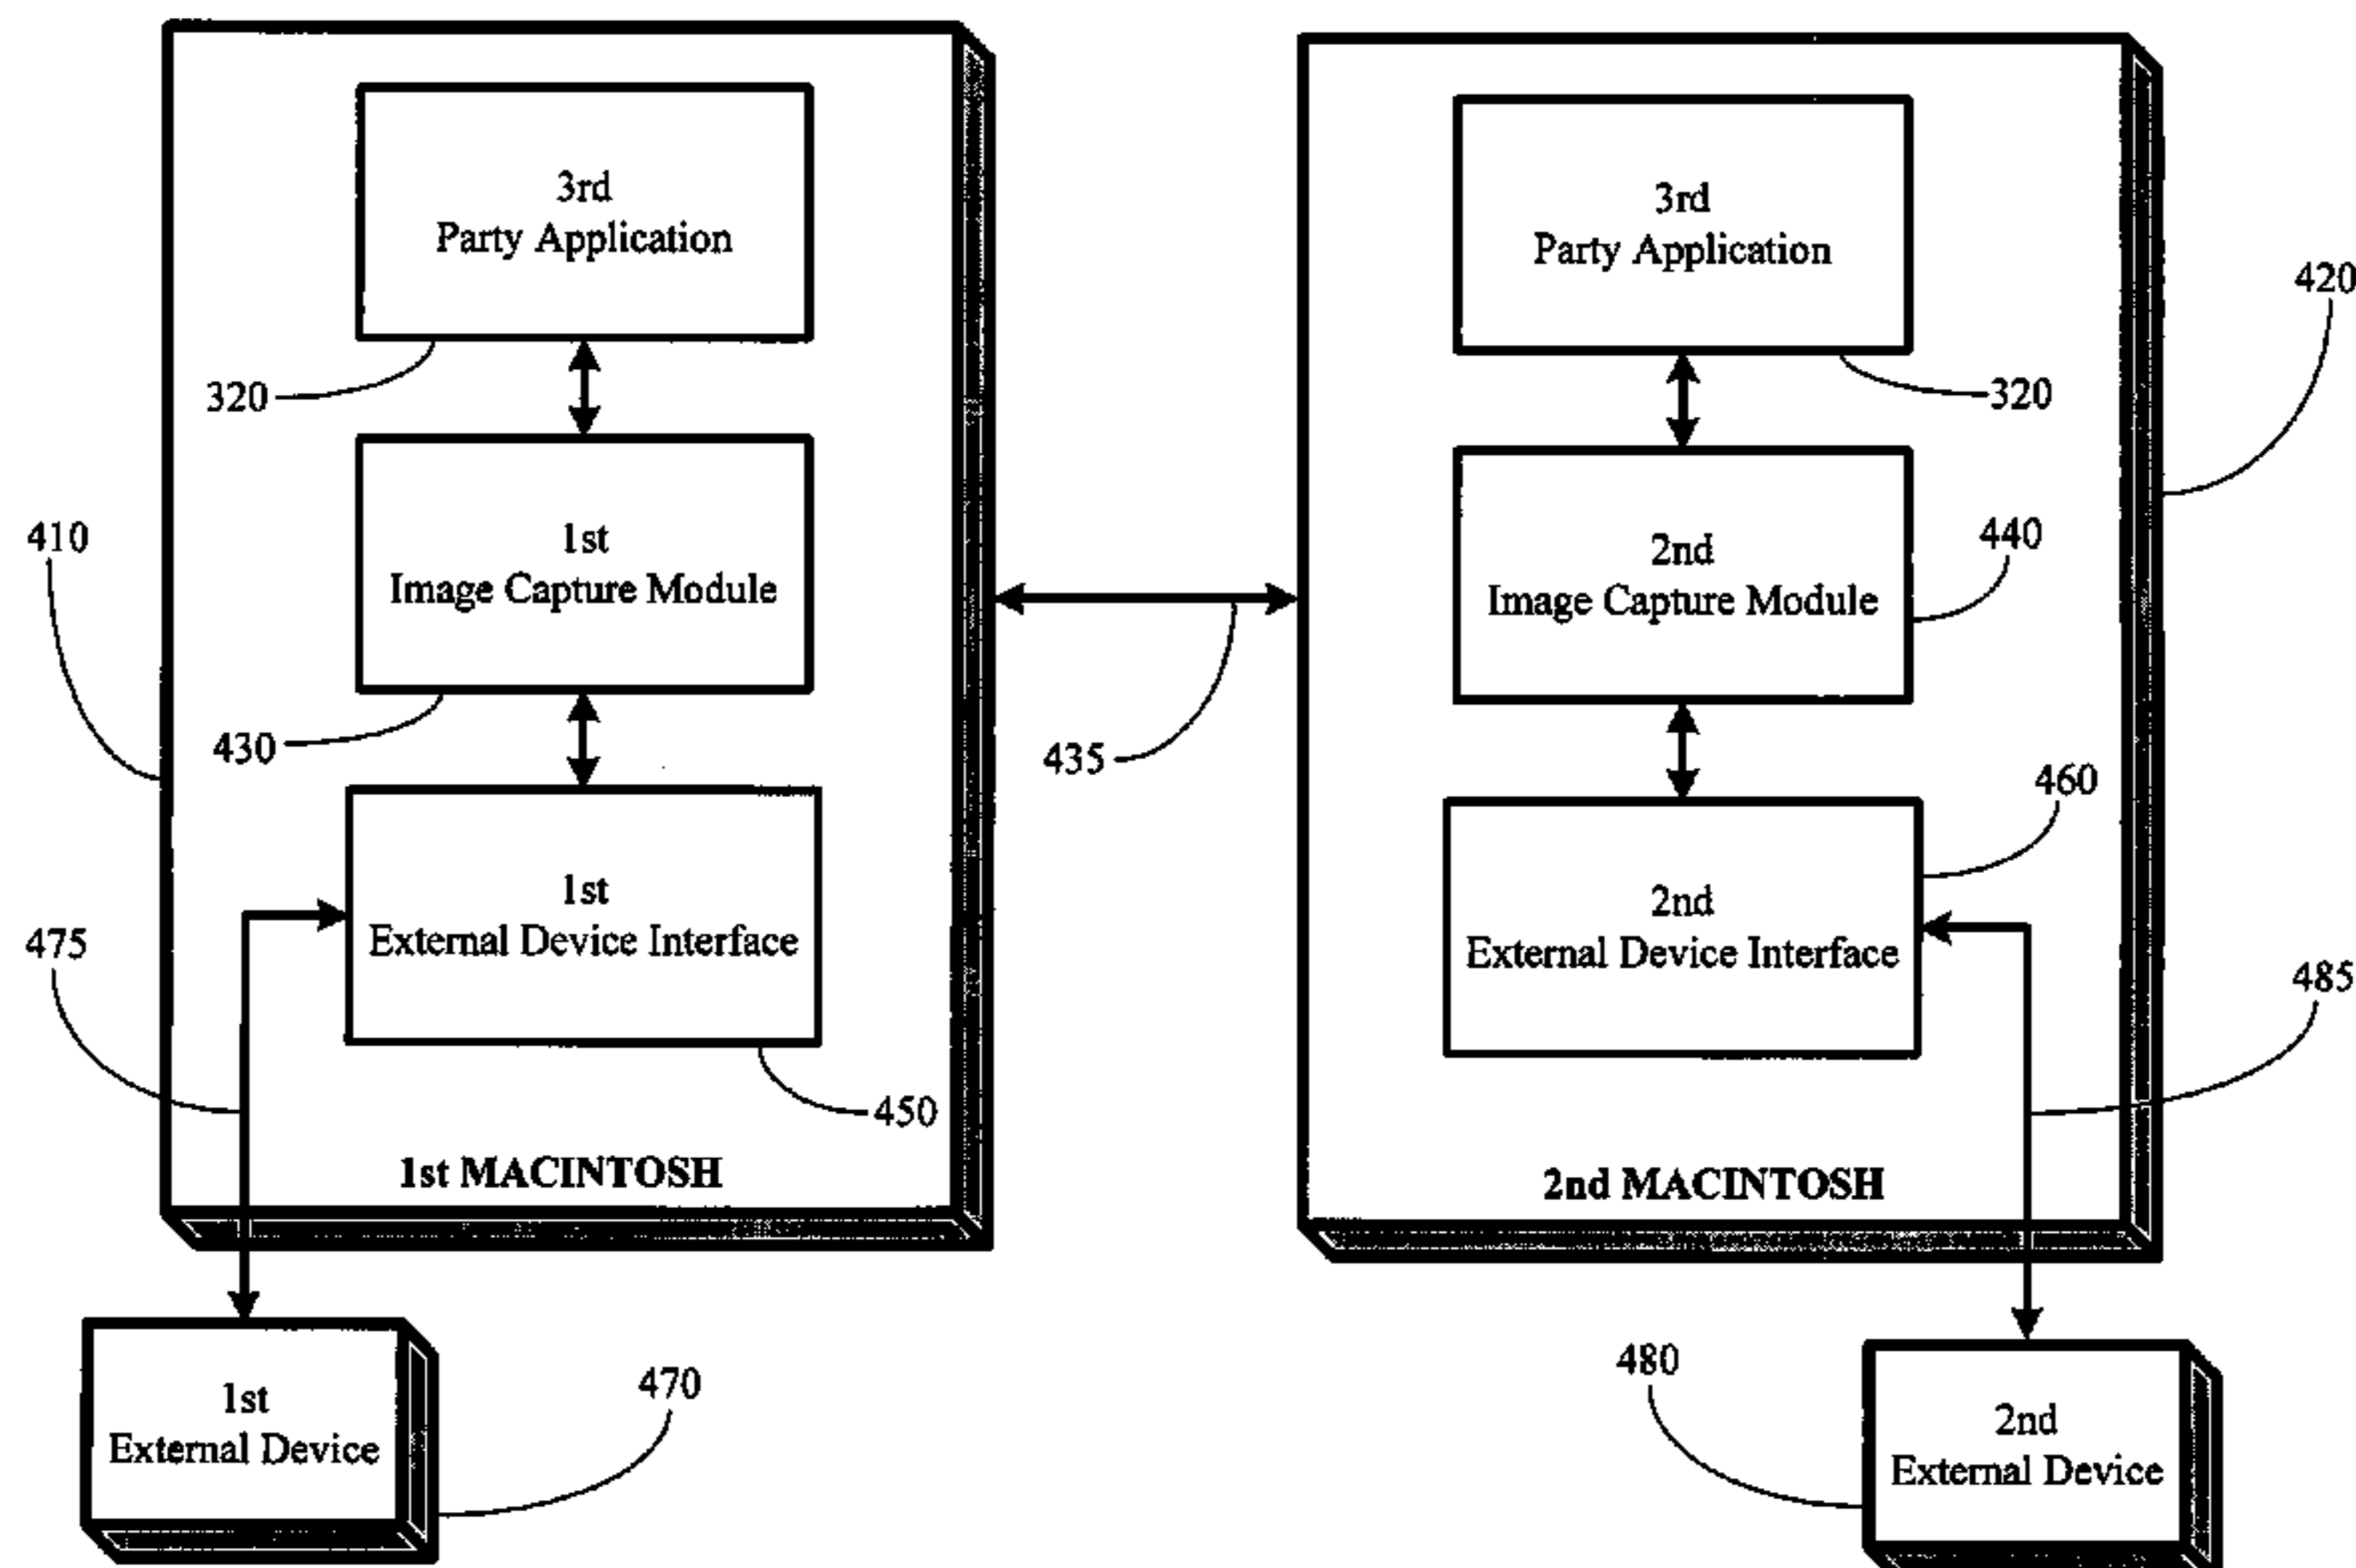 3rd
Party Application
320
1st
Image Capture Module
410
430
1st
External Device Interface
475
450
1st MACINTOSH
1st
External Device
470
435
3rd
Party Application
420
320
2nd
Image Capture Module
440
460
2nd
External Device Interface
485
2nd MACINTOSH
480
2nd
External Device